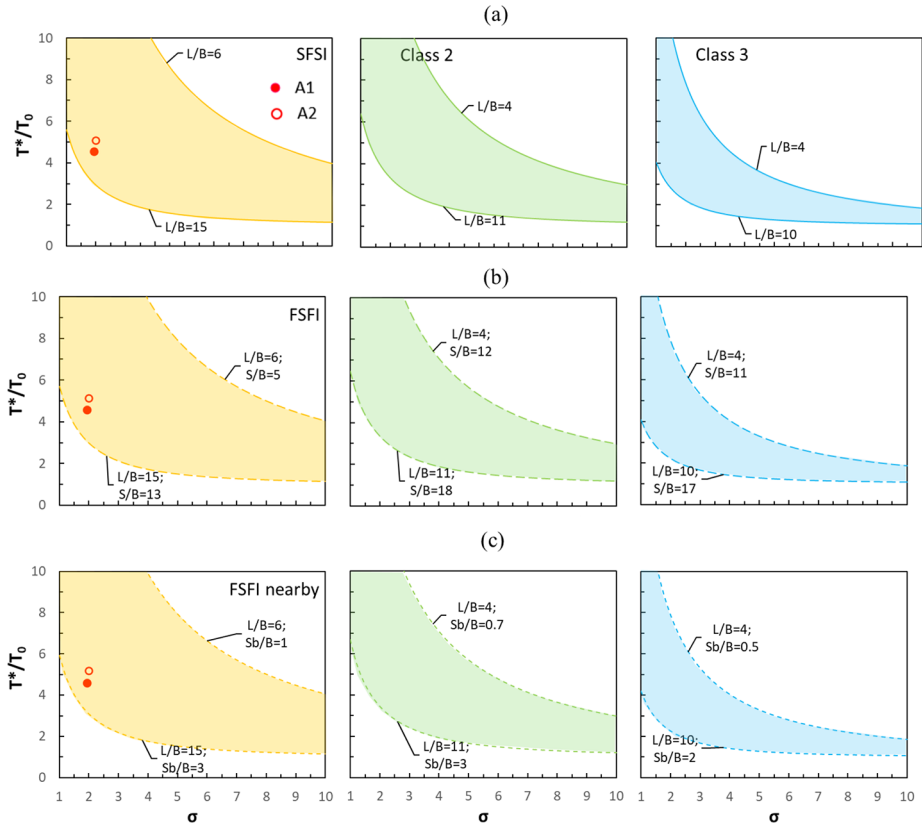 (a)
10
8
6
4
2
0
T*/T0
SFSI
A1
A2
L/B=6
L/B=15
Class 2
L/B=4
L/B=11
Class 3
L/B=4
L/B=10
(b)
10
8
6
4
2
0
T*/T0
FSFI
L/B=6;
S/B=5
L/B=15;
S/B=13
L/B=4;
S/B=12
L/B=11;
S/B=18
L/B=4;
S/B=11
L/B=10;
S/B=17
(c)
10
8
6
4
2
0
T*/T0
FSFI nearby
L/B=6;
Sb/B=1
L/B=15;
Sb/B=3
L/B=4;
Sb/B=0.7
L/B=11;
Sb/B=3
L/B=4;
Sb/B=0.5
L/B=10;
Sb/B=2
1 2 3 4 5 6 7 8 9 10
1 2 3 4 5 6 7 8 9 10
1 2 3 4 5 6 7 8 9 10
σ
σ
σ